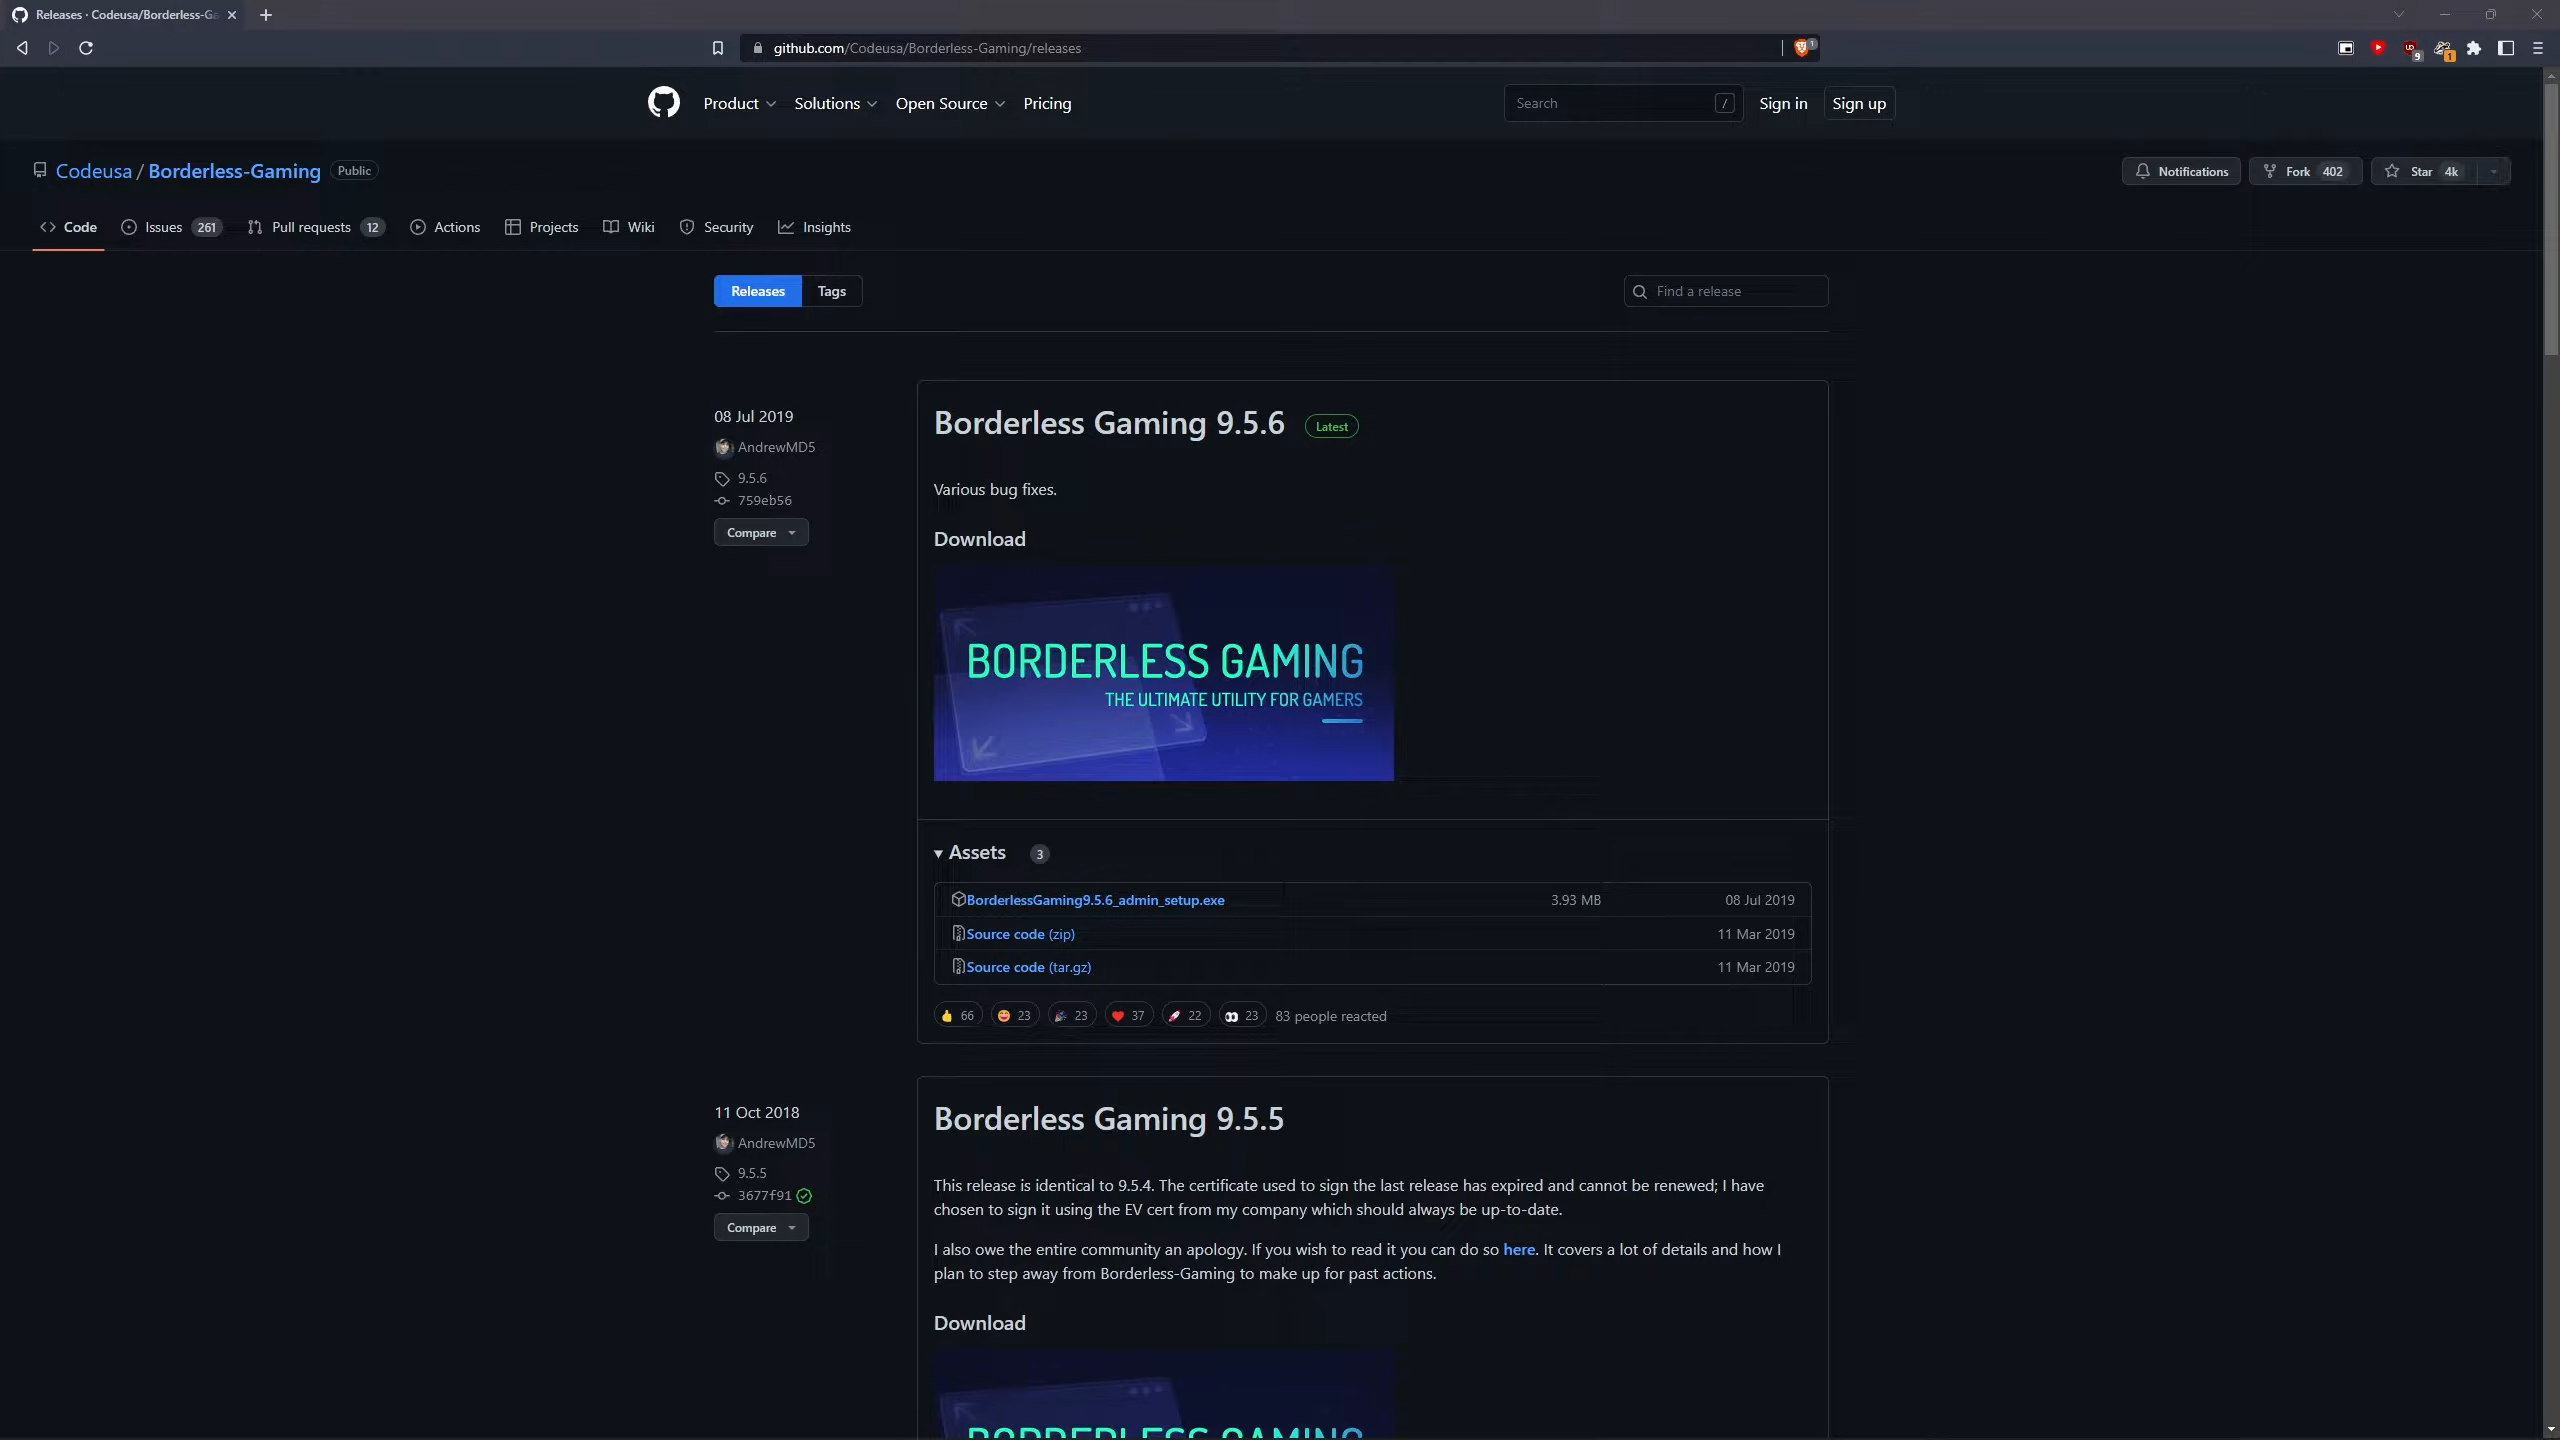 Releases · Codeusa/Borderless-Ga
github.com/Codeusa/Borderless-Gaming/releases
1
9
1
Product
Solutions
Open Source
Pricing
Search
/
Sign in
Sign up
Codeusa / Borderless-Gaming
Public
Notifications
Fork 402
Star 4k
Code
Issues 261
Pull requests 12
Actions
Projects
Wiki
Security
Insights
Releases
Tags
Find a release
08 Jul 2019
AndrewMD5
9.5.6
759eb56
Compare
Borderless Gaming 9.5.6
Latest
Various bug fixes.
Download
BORDERLESS GAMING
THE ULTIMATE UTILITY FOR GAMERS
Assets 3
BorderlessGaming9.5.6_admin_setup.exe 3.93 MB 08 Jul 2019
Source code (zip) 11 Mar 2019
Source code (tar.gz) 11 Mar 2019
👍 66 😄 23 🎉 23 ❤️ 37 🚀 22 👀 23 83 people reacted
11 Oct 2018
AndrewMD5
9.5.5
3677f91
Compare
Borderless Gaming 9.5.5
This release is identical to 9.5.4. The certificate used to sign the last release has expired and cannot be renewed; I have
chosen to sign it using the EV cert from my company which should always be up-to-date.
I also owe the entire community an apology. If you wish to read it you can do so here. It covers a lot of details and how I
plan to step away from Borderless-Gaming to make up for past actions.
Download
BORDERLESS GAMING